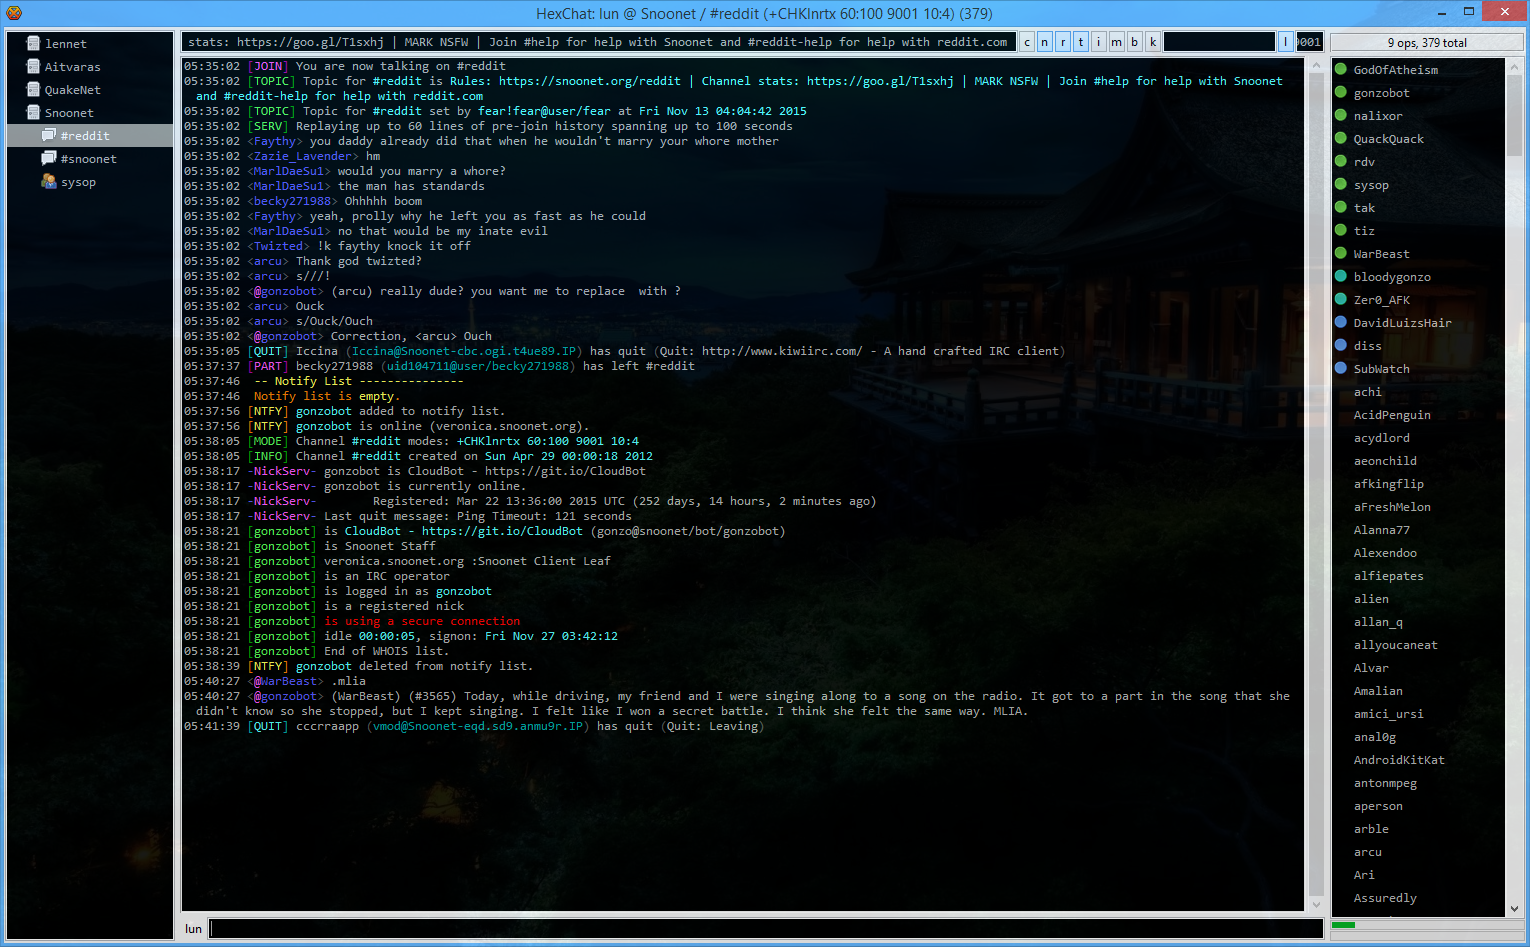 HexChat: lun @ Snoonet / #reddit (+CHKlnrtx 60:100 9001 10:4) (379)
lennet
Aitvaras
QuakeNet
Snoonet
#reddit
#snoonet
sysop
stats: https://goo.gl/T1sxhj | MARK NSFW | Join #help for help with Snoonet and #reddit-help for help with reddit.com
c n r t i m b k l 9001
05:35:02 [JOIN] You are now talking on #reddit
05:35:02 [TOPIC] Topic for #reddit is Rules: https://snoonet.org/reddit | Channel stats: https://goo.gl/T1sxhj | MARK NSFW | Join #help for help with Snoonet
and #reddit-help for help with reddit.com
05:35:02 [TOPIC] Topic for #reddit set by fear!fear@user/fear at Fri Nov 13 04:04:42 2015
05:35:02 [SERV] Replaying up to 60 lines of pre-join history spanning up to 100 seconds
05:35:02 <Faythy> you daddy already did that when he wouldn't marry your whore mother
05:35:02 <Zazie_Lavender> hm
05:35:02 <MarlDaeSu1> would you marry a whore?
05:35:02 <MarlDaeSu1> the man has standards
05:35:02 <becky271988> Ohhhhh boom
05:35:02 <Faythy> yeah, prolly why he left you as fast as he could
05:35:02 <MarlDaeSu1> no that would be my inate evil
05:35:02 <Twizted> !k faythy knock it off
05:35:02 <arcu> Thank god twizted?
05:35:02 <arcu> s///!
05:35:02 <@gonzobot> (arcu) really dude? you want me to replace  with ?
05:35:02 <arcu> Ouck
05:35:02 <arcu> s/Ouck/Ouch
05:35:02 <@gonzobot> Correction, <arcu> Ouch
05:35:05 [QUIT] Iccina (Iccina@Snoonet-cbc.ogi.t4ue89.IP) has quit (Quit: http://www.kiwiirc.com/ - A hand crafted IRC client)
05:37:37 [PART] becky271988 (uid104711@user/becky271988) has left #reddit
05:37:46  -- Notify List ---------------
05:37:46  Notify list is empty.
05:37:56 [NTFY] gonzobot added to notify list.
05:37:56 [NTFY] gonzobot is online (veronica.snoonet.org).
05:38:05 [MODE] Channel #reddit modes: +CHKlnrtx 60:100 9001 10:4
05:38:05 [INFO] Channel #reddit created on Sun Apr 29 00:00:18 2012
05:38:17 -NickServ- gonzobot is CloudBot - https://git.io/CloudBot
05:38:17 -NickServ- gonzobot is currently online.
05:38:17 -NickServ-       Registered: Mar 22 13:36:00 2015 UTC (252 days, 14 hours, 2 minutes ago)
05:38:17 -NickServ- Last quit message: Ping Timeout: 121 seconds
05:38:21 [gonzobot] is CloudBot - https://git.io/CloudBot (gonzo@snoonet/bot/gonzobot)
05:38:21 [gonzobot] is Snoonet Staff
05:38:21 [gonzobot] veronica.snoonet.org :Snoonet Client Leaf
05:38:21 [gonzobot] is an IRC operator
05:38:21 [gonzobot] is logged in as gonzobot
05:38:21 [gonzobot] is a registered nick
05:38:21 [gonzobot] is using a secure connection
05:38:21 [gonzobot] idle 00:00:05, signon: Fri Nov 27 03:42:12
05:38:21 [gonzobot] End of WHOIS list.
05:38:39 [NTFY] gonzobot deleted from notify list.
05:40:27 <@WarBeast> .mlia
05:40:27 <@gonzobot> (WarBeast) (#3565) Today, while driving, my friend and I were singing along to a song on the radio. It got to a part in the song that she
didn't know so she stopped, but I kept singing. I felt like I won a secret battle. I think she felt the same way. MLIA.
05:41:39 [QUIT] cccrraapp (vmod@Snoonet-eqd.sd9.anmu9r.IP) has quit (Quit: Leaving)
lun
9 ops, 379 total
GodOfAtheism
gonzobot
nalixor
QuackQuack
rdv
sysop
tak
tiz
WarBeast
bloodygonzo
Zer0_AFK
DavidLuizsHair
diss
SubWatch
achi
AcidPenguin
acydlord
aeonchild
afkingflip
aFreshMelon
Alanna77
Alexendoo
alfiepates
alien
allan_q
allyoucaneat
Alvar
Amalian
amici_ursi
anal0g
AndroidKitKat
antonmpeg
aperson
arble
arcu
Ari
Assuredly